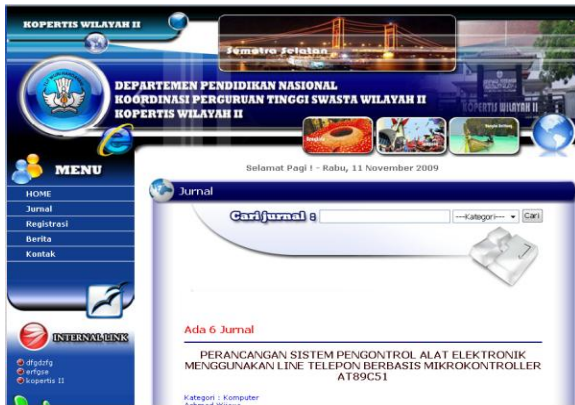 KOPERTIS WILAYAH II
Sumatra Selatan
DEPARTEMEN PENDIDIKAN NASIONAL
KOORDINASI PERGURUAN TINGGI SWASTA WILAYAH II
KOPERTIS WILAYAH II
KOPERTIS WILAYAH II
Bengkulu
Bangka Belitung
MENU
HOME
Jurnal
Registrasi
Berita
Kontak
INTERNAL LINK
dfgdzfg
erfgse
kopertis II
Selamat Pagi ! - Rabu, 11 November 2009
Jurnal
Cari jurnal :
---Kategori---
Cari
Ada 6 Jurnal
PERANCANGAN SISTEM PENGONTROL ALAT ELEKTRONIK
MENGGUNAKAN LINE TELEPON BERBASIS MIKROKONTROLLER
AT89C51
Kategori : Komputer